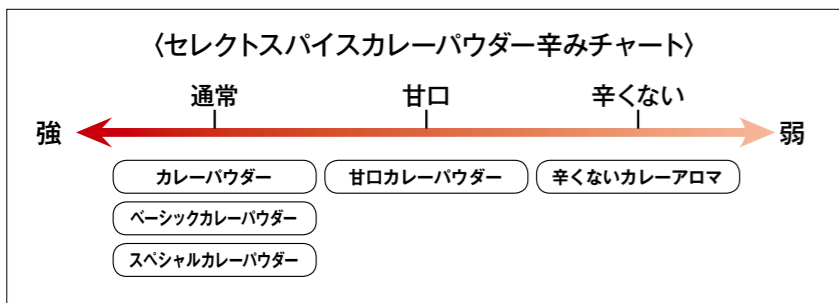 〈セレクトスパイスカレーパウダー辛みチャート〉
通常 甘口 辛くない
強 弱
カレーパウダー 甘口カレーパウダー 辛くないカレーアロマ
ベーシックカレーパウダー
スペシャルカレーパウダー